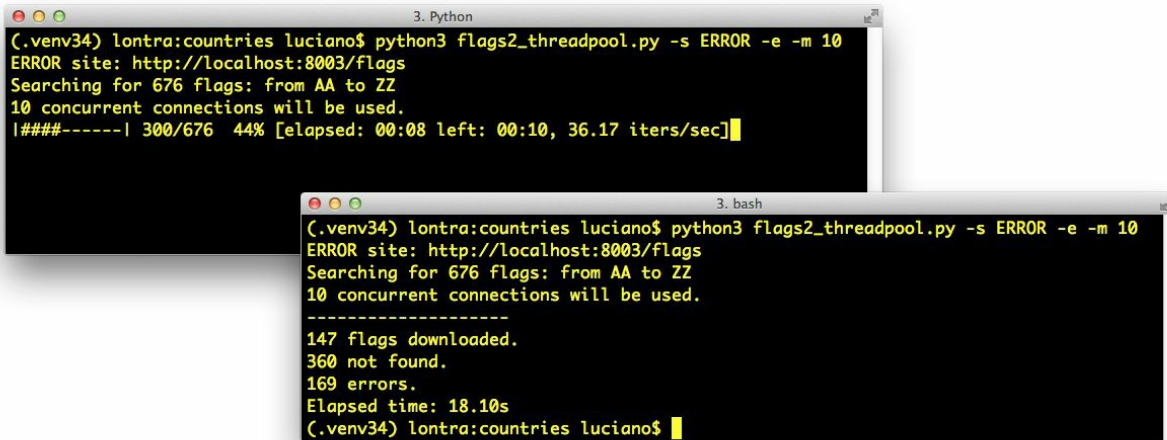 3. Python
(.venv34) lontra:countries luciano$ python3 flags2_threadpool.py -s ERROR -e -m 10
ERROR site: http://localhost:8003/flags
Searching for 676 flags: from AA to ZZ
10 concurrent connections will be used.
|####------| 300/676  44% [elapsed: 00:08 left: 00:10, 36.17 iters/sec]
3. bash
(.venv34) lontra:countries luciano$ python3 flags2_threadpool.py -s ERROR -e -m 10
ERROR site: http://localhost:8003/flags
Searching for 676 flags: from AA to ZZ
10 concurrent connections will be used.
--------------------
147 flags downloaded.
360 not found.
169 errors.
Elapsed time: 18.10s
(.venv34) lontra:countries luciano$